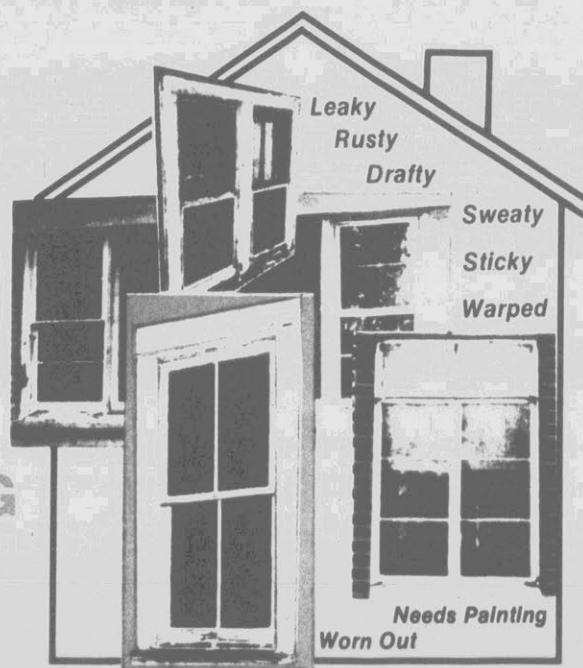 Leaky
Rusty
Drafty
Sweaty
Sticky
Warped
Needs Painting
Worn Out